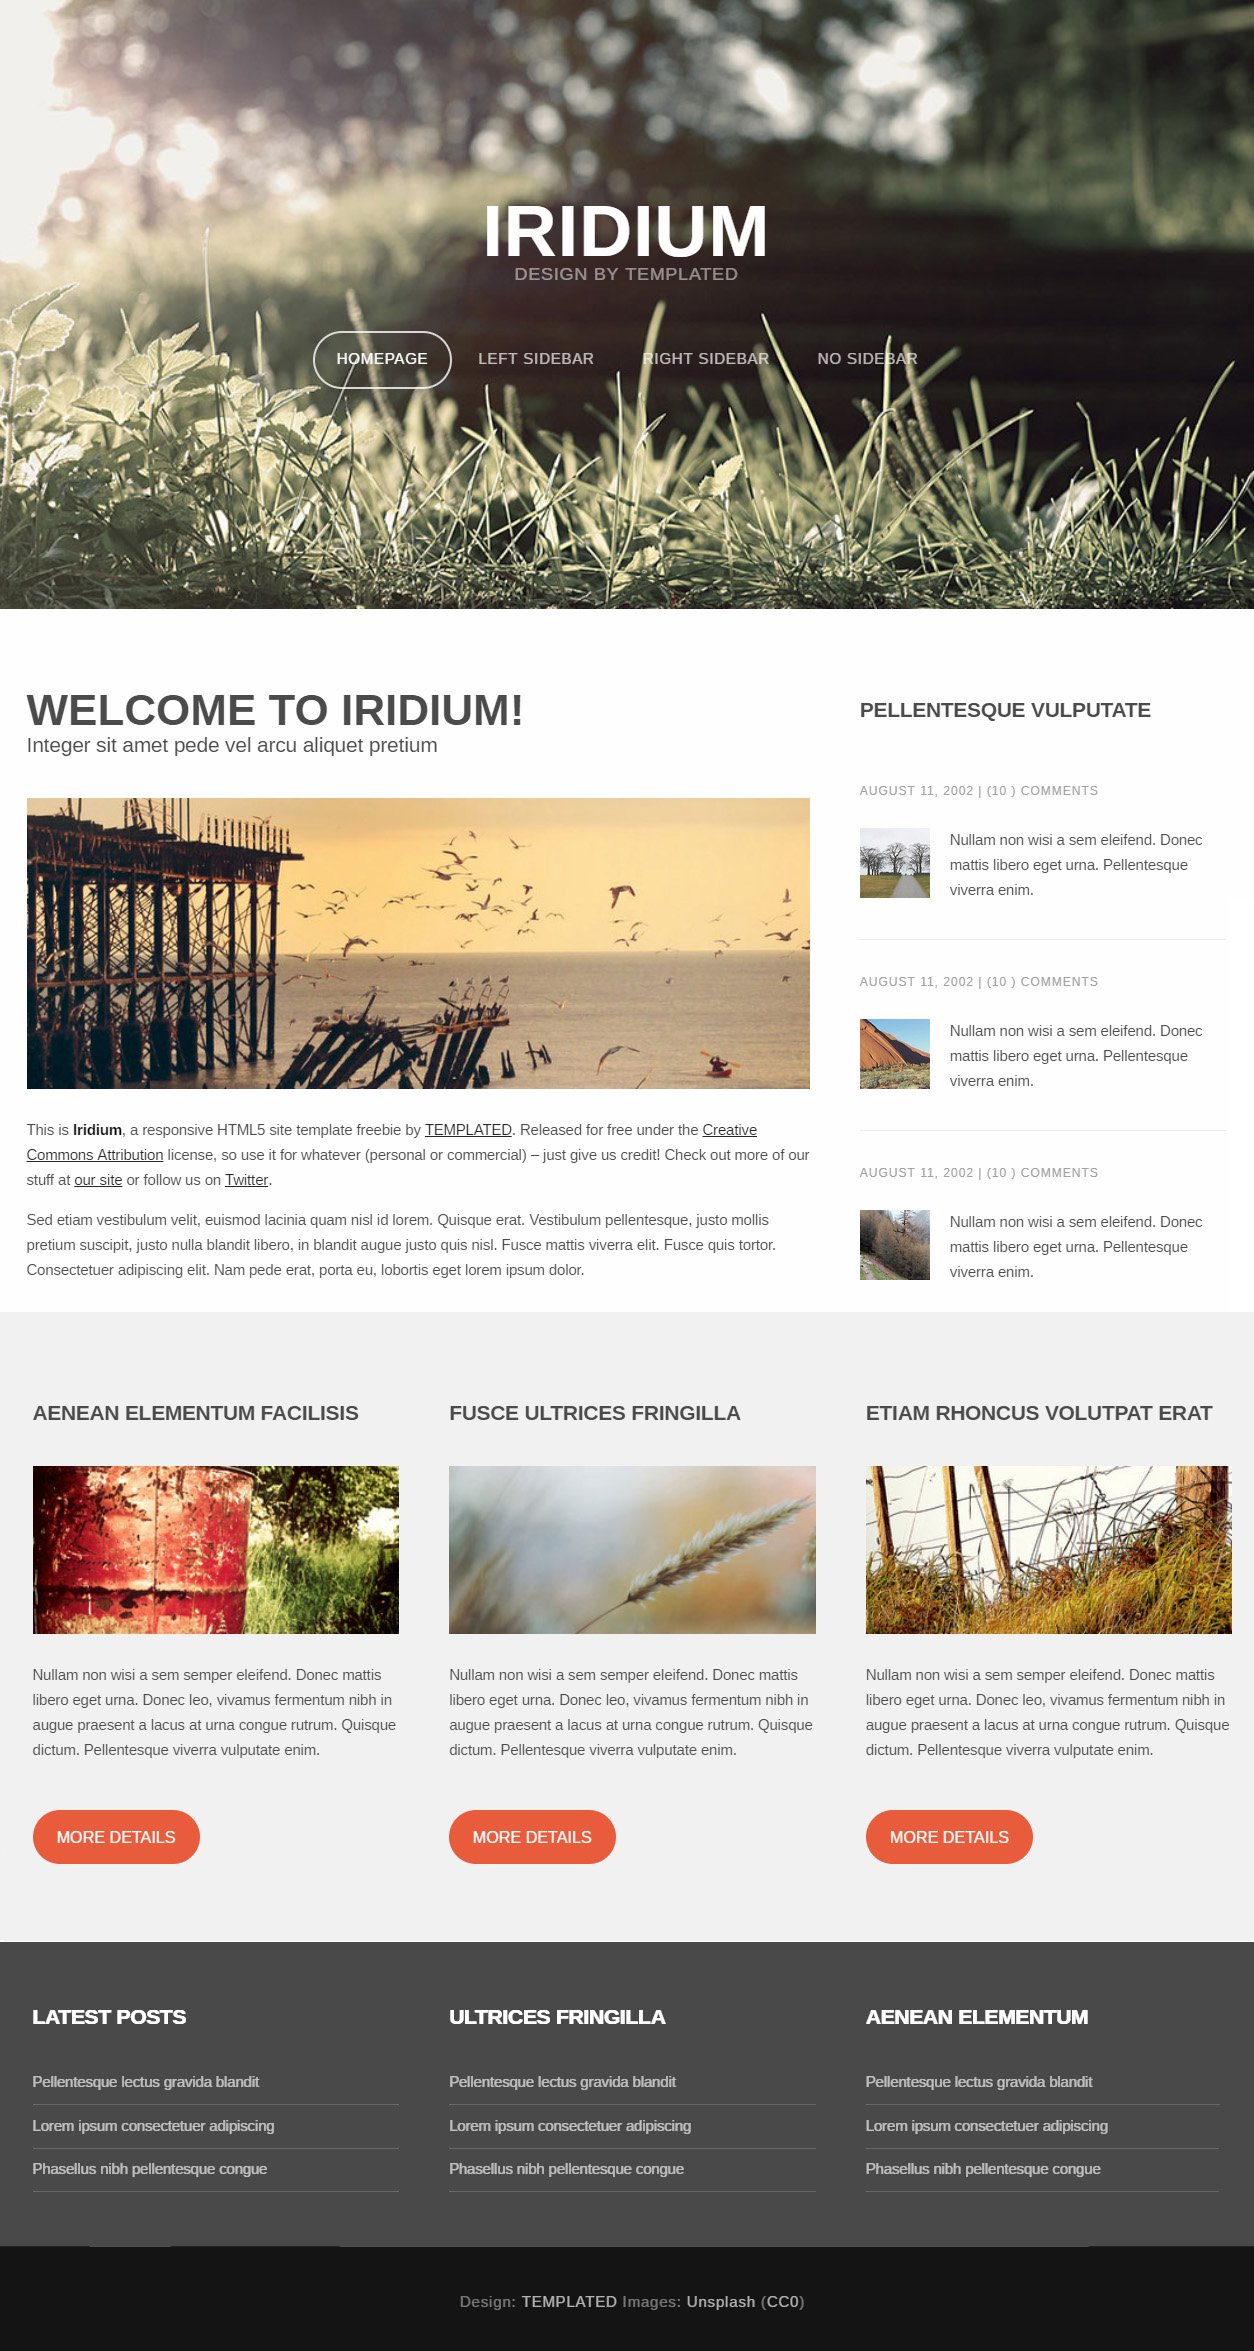 IRIDIUM
DESIGN BY TEMPLATED
HOMEPAGE
LEFT SIDEBAR
RIGHT SIDEBAR
NO SIDEBAR
WELCOME TO IRIDIUM!
Integer sit amet pede vel arcu aliquet pretium
This is Iridium, a responsive HTML5 site template freebie by TEMPLATED. Released for free under the Creative
Commons Attribution license, so use it for whatever (personal or commercial) – just give us credit! Check out more of our
stuff at our site or follow us on Twitter.
Sed etiam vestibulum velit, euismod lacinia quam nisl id lorem. Quisque erat. Vestibulum pellentesque, justo mollis
pretium suscipit, justo nulla blandit libero, in blandit augue justo quis nisl. Fusce mattis viverra elit. Fusce quis tortor.
Consectetuer adipiscing elit. Nam pede erat, porta eu, lobortis eget lorem ipsum dolor.
PELLENTESQUE VULPUTATE
AUGUST 11, 2002 | (10 ) COMMENTS
Nullam non wisi a sem eleifend. Donec
mattis libero eget urna. Pellentesque
viverra enim.
AUGUST 11, 2002 | (10 ) COMMENTS
Nullam non wisi a sem eleifend. Donec
mattis libero eget urna. Pellentesque
viverra enim.
AUGUST 11, 2002 | (10 ) COMMENTS
Nullam non wisi a sem eleifend. Donec
mattis libero eget urna. Pellentesque
viverra enim.
AENEAN ELEMENTUM FACILISIS
Nullam non wisi a sem semper eleifend. Donec mattis
libero eget urna. Donec leo, vivamus fermentum nibh in
augue praesent a lacus at urna congue rutrum. Quisque
dictum. Pellentesque viverra vulputate enim.
MORE DETAILS
FUSCE ULTRICES FRINGILLA
Nullam non wisi a sem semper eleifend. Donec mattis
libero eget urna. Donec leo, vivamus fermentum nibh in
augue praesent a lacus at urna congue rutrum. Quisque
dictum. Pellentesque viverra vulputate enim.
MORE DETAILS
ETIAM RHONCUS VOLUTPAT ERAT
Nullam non wisi a sem semper eleifend. Donec mattis
libero eget urna. Donec leo, vivamus fermentum nibh in
augue praesent a lacus at urna congue rutrum. Quisque
dictum. Pellentesque viverra vulputate enim.
MORE DETAILS
LATEST POSTS
Pellentesque lectus gravida blandit
Lorem ipsum consectetuer adipiscing
Phasellus nibh pellentesque congue
ULTRICES FRINGILLA
Pellentesque lectus gravida blandit
Lorem ipsum consectetuer adipiscing
Phasellus nibh pellentesque congue
AENEAN ELEMENTUM
Pellentesque lectus gravida blandit
Lorem ipsum consectetuer adipiscing
Phasellus nibh pellentesque congue
Design: TEMPLATED Images: Unsplash (CC0)